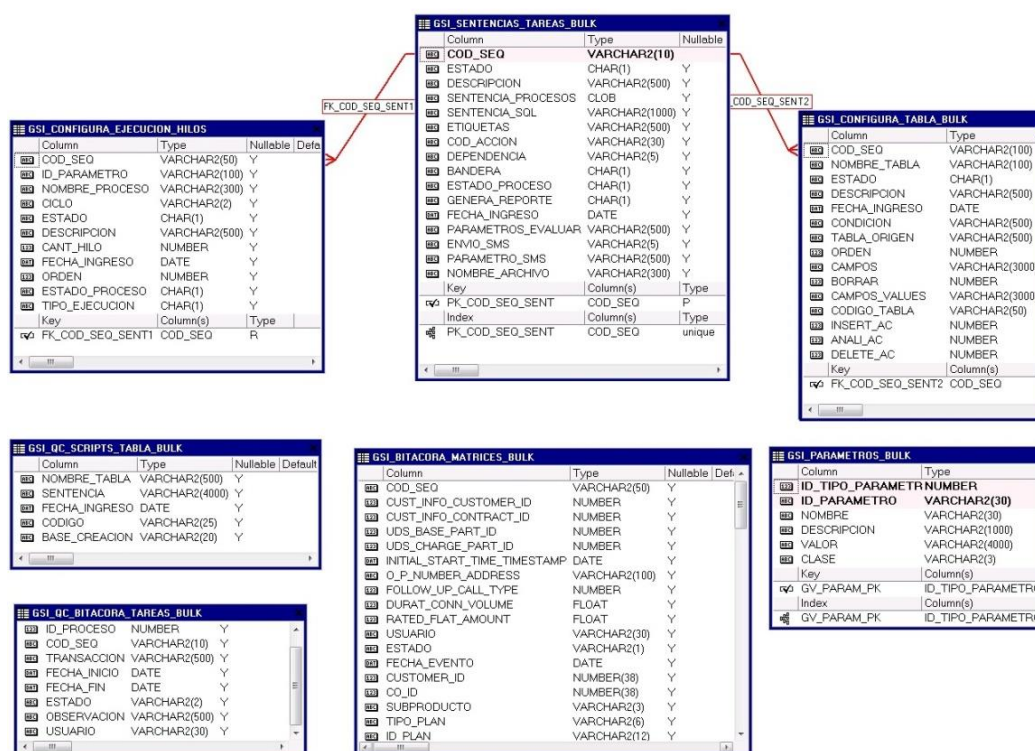 GSI_SENTENCIAS_TAREAS_BULK
Column Type Nullable
COD_SEQ VARCHAR2(10)
ESTADO CHAR(1) Y
DESCRIPCION VARCHAR2(500) Y
SENTENCIA_PROCESOS CLOB Y
SENTENCIA_SQL VARCHAR2(1000) Y
ETIQUETAS VARCHAR2(500) Y
COD_ACCION VARCHAR2(30) Y
DEPENDENCIA VARCHAR2(5) Y
BANDERA CHAR(1) Y
ESTADO_PROCESO CHAR(1) Y
GENERA_REPORTE CHAR(1) Y
FECHA_INGRESO DATE Y
PARAMETROS_EVALUAR VARCHAR2(500) Y
ENVIO_SMS VARCHAR2(5) Y
PARAMETRO_SMS VARCHAR2(500) Y
NOMBRE_ARCHIVO VARCHAR2(300) Y
Key Column(s) Type
PK_COD_SEQ_SENT COD_SEQ P
Index Column(s) Type
PK_COD_SEQ_SENT COD_SEQ unique
FK_COD_SEQ_SENT1
_COD_SEQ_SENT2
GSI_CONFIGURA_EJECUCION_HILOS
Column Type Nullable Defa
COD_SEQ VARCHAR2(50) Y
ID_PARAMETRO VARCHAR2(100) Y
NOMBRE_PROCESO VARCHAR2(300) Y
CICLO VARCHAR2(2) Y
ESTADO CHAR(1) Y
DESCRIPCION VARCHAR2(500) Y
CANT_HILO NUMBER Y
FECHA_INGRESO DATE Y
ORDEN NUMBER Y
ESTADO_PROCESO CHAR(1) Y
TIPO_EJECUCION CHAR(1) Y
Key Column(s) Type
FK_COD_SEQ_SENT1 COD_SEQ R
GSI_CONFIGURA_TABLA_BULK
Column Type
COD_SEQ VARCHAR2(100)
NOMBRE_TABLA VARCHAR2(100)
ESTADO CHAR(1)
DESCRIPCION VARCHAR2(500)
FECHA_INGRESO DATE
CONDICION VARCHAR2(500)
TABLA_ORIGEN VARCHAR2(500)
ORDEN NUMBER
CAMPOS VARCHAR2(3000
BORRAR NUMBER
CAMPOS_VALUES VARCHAR2(3000
CODIGO_TABLA VARCHAR2(50)
INSERT_AC NUMBER
ANALI_AC NUMBER
DELETE_AC NUMBER
Key Column(s)
FK_COD_SEQ_SENT2 COD_SEQ
GSI_QC_SCRIPTS_TABLA_BULK
Column Type Nullable Default
NOMBRE_TABLA VARCHAR2(500) Y
SENTENCIA VARCHAR2(4000) Y
FECHA_INGRESO DATE Y
CODIGO VARCHAR2(25) Y
BASE_CREACION VARCHAR2(20) Y
GSI_BITACORA_MATRICES_BULK
Column Type Nullable Defa
COD_SEQ VARCHAR2(50) Y
CUST_INFO_CUSTOMER_ID NUMBER Y
CUST_INFO_CONTRACT_ID NUMBER Y
UDS_BASE_PART_ID NUMBER Y
UDS_CHARGE_PART_ID NUMBER Y
INITIAL_START_TIME_TIMESTAMP DATE Y
O_P_NUMBER_ADDRESS VARCHAR2(100) Y
FOLLOW_UP_CALL_TYPE NUMBER Y
DURAT_CONN_VOLUME FLOAT Y
RATED_FLAT_AMOUNT FLOAT Y
USUARIO VARCHAR2(30) Y
ESTADO VARCHAR2(1) Y
FECHA_EVENTO DATE Y
CUSTOMER_ID NUMBER(38) Y
CO_ID NUMBER(38) Y
SUBPRODUCTO VARCHAR2(3) Y
TIPO_PLAN VARCHAR2(6) Y
ID_PLAN VARCHAR2(12) Y
GSI_PARAMETROS_BULK
Column Type
ID_TIPO_PARAMETR NUMBER
ID_PARAMETRO VARCHAR2(30)
NOMBRE VARCHAR2(30)
DESCRIPCION VARCHAR2(1000)
VALOR VARCHAR2(4000)
CLASE VARCHAR2(3)
Key Column(s)
GV_PARAM_PK ID_TIPO_PARAMETRO
Index Column(s)
GV_PARAM_PK ID_TIPO_PARAMETRO
GSI_QC_BITACORA_TAREAS_BULK
ID_PROCESO NUMBER Y
COD_SEQ VARCHAR2(10) Y
TRANSACCION VARCHAR2(500) Y
FECHA_INICIO DATE Y
FECHA_FIN DATE Y
ESTADO VARCHAR2(2) Y
OBSERVACION VARCHAR2(500) Y
USUARIO VARCHAR2(30) Y